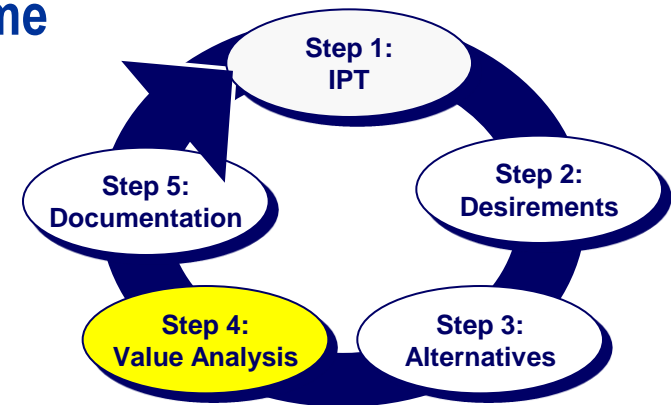 me
Step 1:
IPT
Step 2:
Desirements
Step 3:
Alternatives
Step 4:
Value Analysis
Step 5:
Documentation